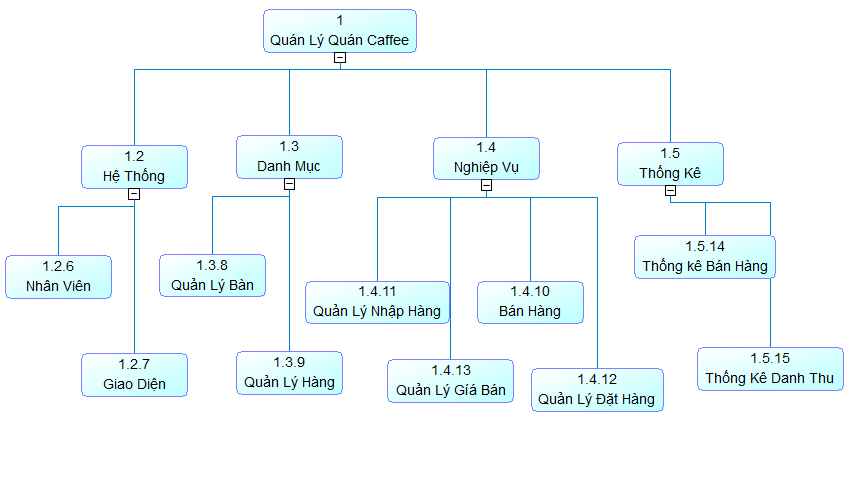 1
Quán Lý Quán Caffee
1.2
Hệ Thống
1.3
Danh Mục
1.4
Nghiệp Vụ
1.5
Thống Kê
1.2.6
Nhân Viên
1.3.8
Quản Lý Bàn
1.4.11
Quản Lý Nhập Hàng
1.4.10
Bán Hàng
1.5.14
Thống kê Bán Hàng
1.2.7
Giao Diện
1.3.9
Quản Lý Hàng
1.4.13
Quản Lý Gíá Bán
1.4.12
Quản Lý Đặt Hàng
1.5.15
Thống Kê Danh Thu